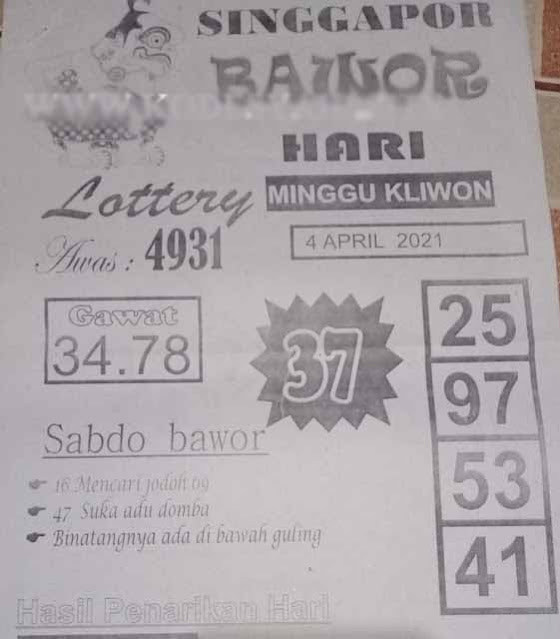 SINGGAPOR
BAWOR
HARI
Lottery
MINGGU KLIWON
Awas : 4931
4 APRIL 2021
Gawat
34.78
37
25
97
53
41
Sabdo bawor
16 Mencari jodoh 69
47 Suka adu domba
Binatangnya ada di bawah guling
Hasil Penarikan Hari